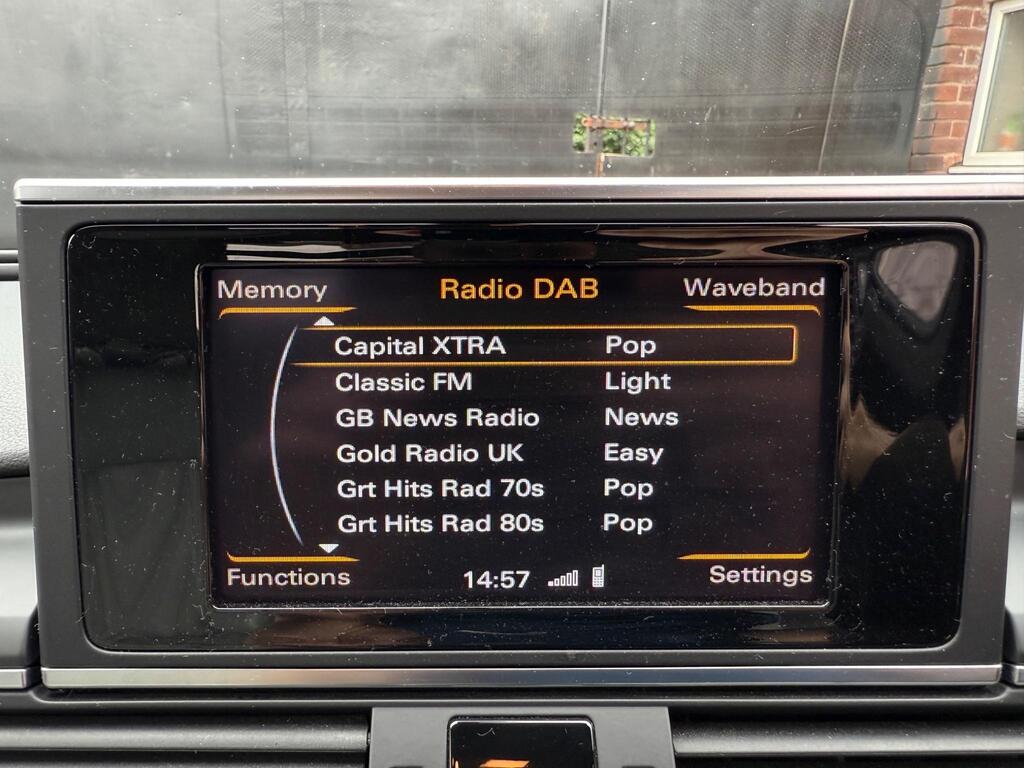 Memory Radio DAB Waveband
Capital XTRA Pop
Classic FM Light
GB News Radio News
Gold Radio UK Easy
Grt Hits Rad 70s Pop
Grt Hits Rad 80s Pop
Functions 14:57 Settings